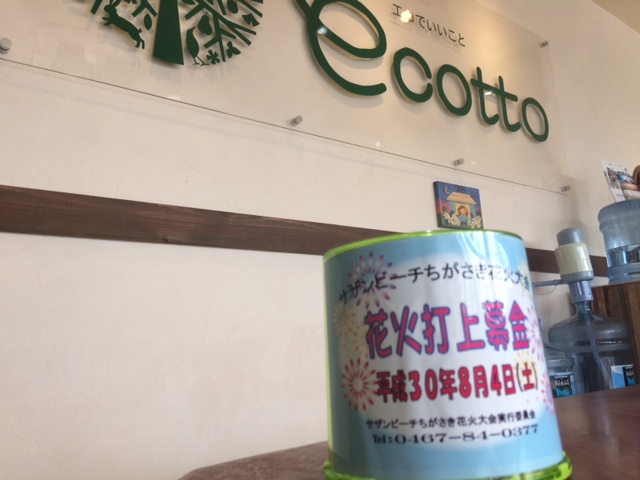 エコでいいこと
ecotto
サザンビーチちがさき花火大会
花火打上募金
平成30年8月4日(土)
サザンビーチちがさき花火大会実行委員会
Tel:0467-84-0377